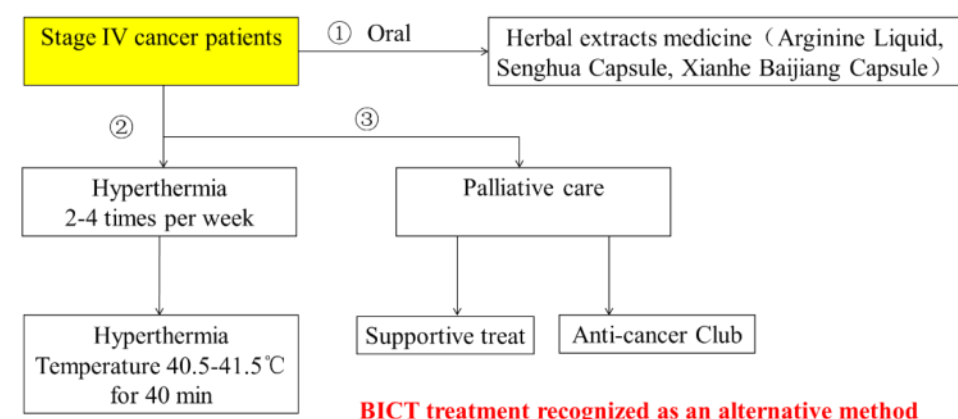 Stage IV cancer patients
① Oral
Herbal extracts medicine（Arginine Liquid,
Senghua Capsule, Xianhe Baijiang Capsule）
②
③
Hyperthermia
2-4 times per week
Palliative care
Hyperthermia
Temperature 40.5-41.5℃
for 40 min
Supportive treat
Anti-cancer Club
BICT treatment recognized as an alternative method